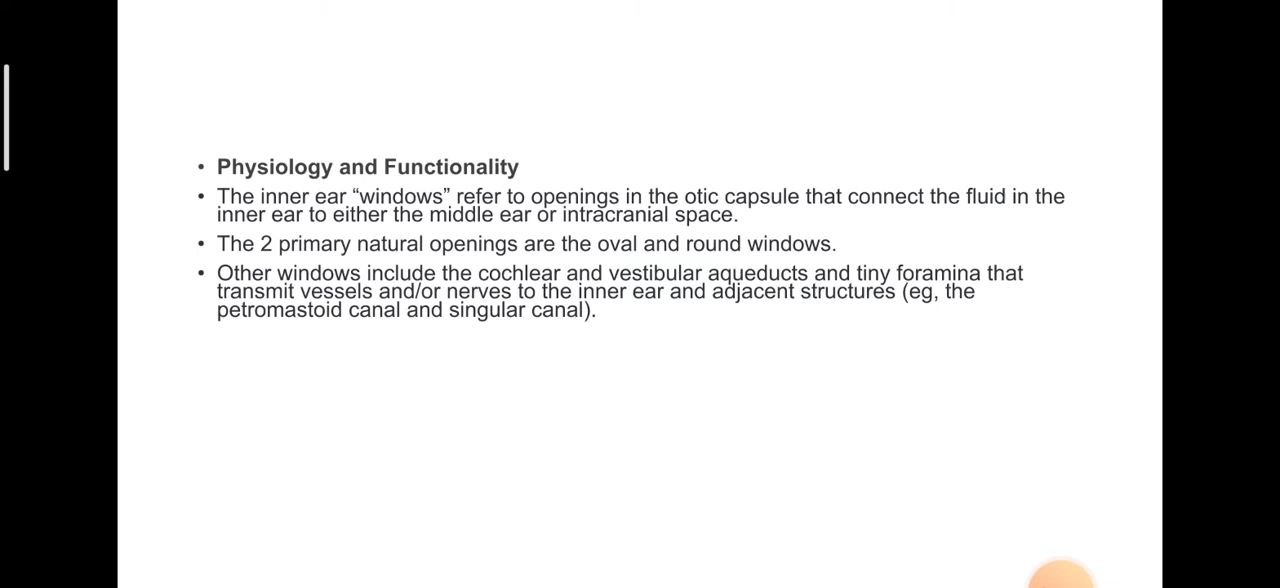 • Physiology and Functionality
• The inner ear “windows” refer to openings in the otic capsule that connect the fluid in the
inner ear to either the middle ear or intracranial space.
• The 2 primary natural openings are the oval and round windows.
• Other windows include the cochlear and vestibular aqueducts and tiny foramina that
transmit vessels and/or nerves to the inner ear and adjacent structures (eg, the
petromastoid canal and singular canal).